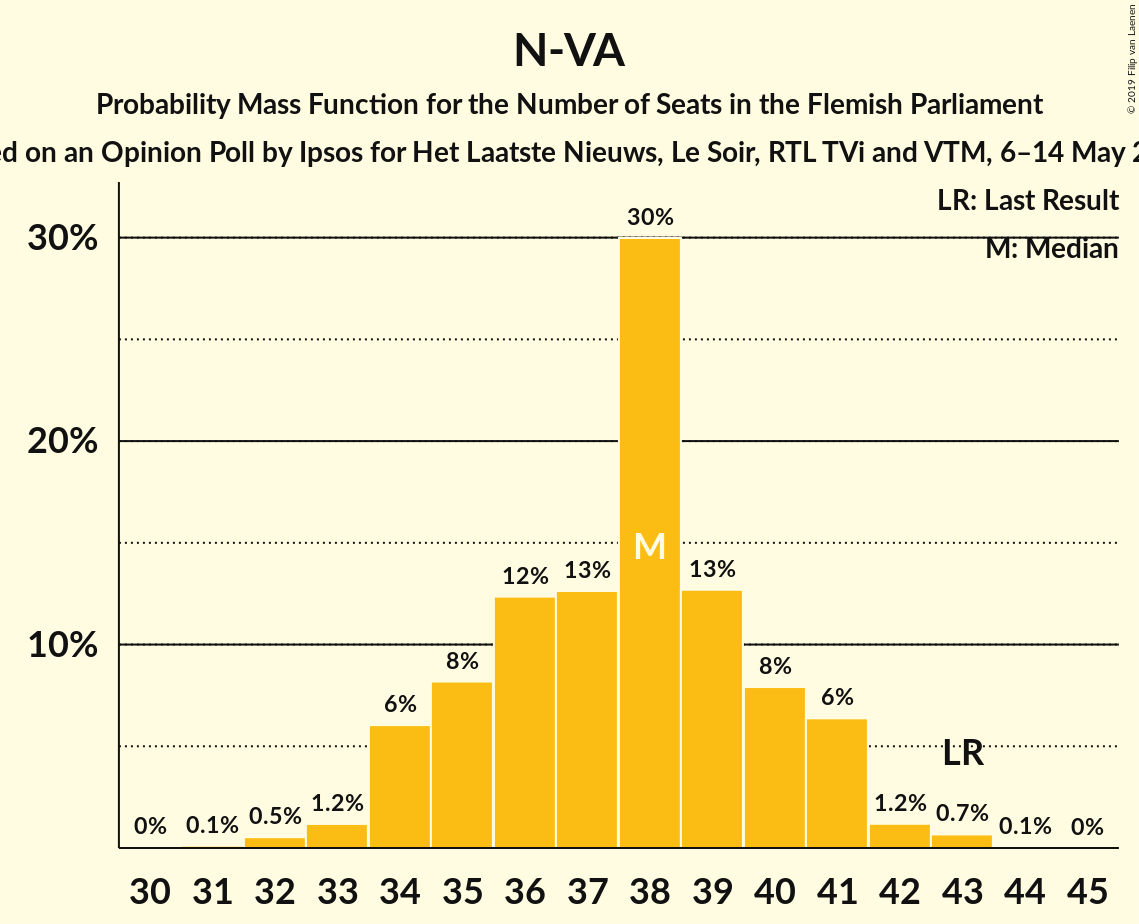 N-VA
Probability Mass Function for the Number of Seats in the Flemish Parliament
on an Opinion Poll by Ipsos for Het Laatste Nieuws, Le Soir, RTL TVi and VTM, 6–14 May
© 2019 Filip van Laenen
LR: Last Result
M: Median
30%
20%
10%
0% 0.1% 0.5% 1.2% 6% 8% 12% 13% 30% 13% 8% 6% 1.2% 0.7% 0.1% 0%
M
LR
30 31 32 33 34 35 36 37 38 39 40 41 42 43 44 45